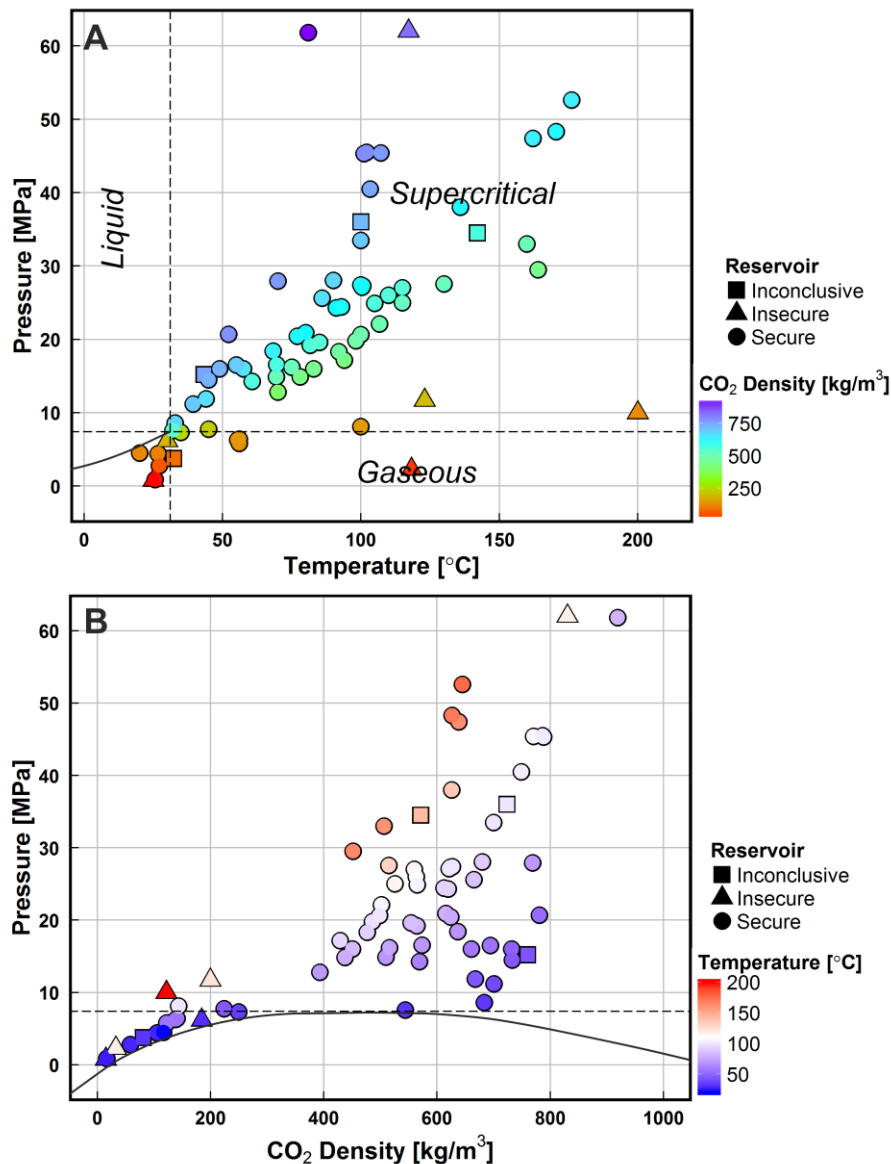 A
60
50
40
30
20
10
0
Pressure [MPa]
Liquid
Supercritical
Gaseous
0 50 100 150 200
Temperature [°C]
Reservoir
Inconclusive
Insecure
Secure
CO₂ Density [kg/m³]
750
500
250
B
60
50
40
30
20
10
0
Pressure [MPa]
0 200 400 600 800 1000
CO₂ Density [kg/m³]
Reservoir
Inconclusive
Insecure
Secure
Temperature [°C]
200
150
100
50